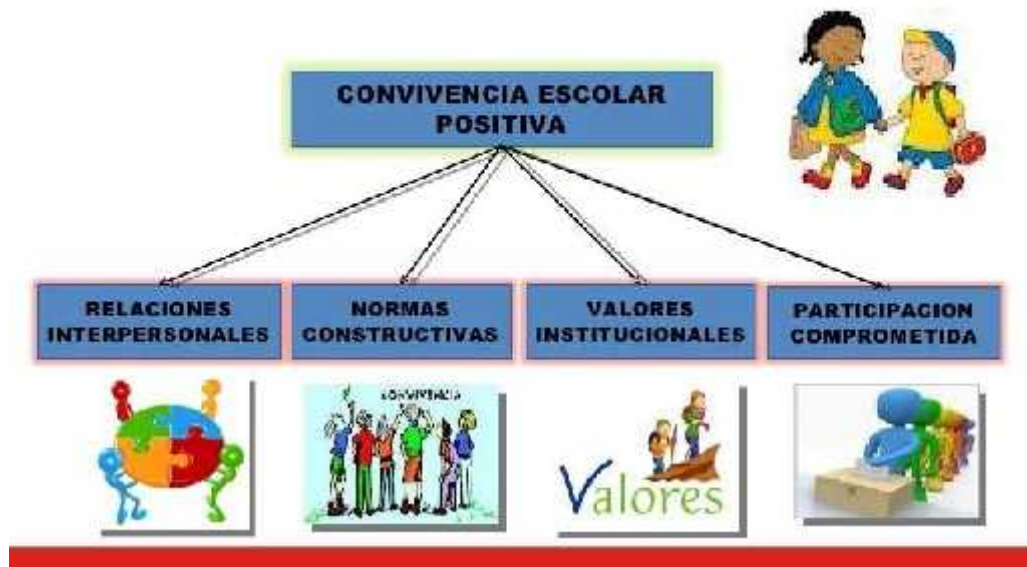 CONVIVENCIA ESCOLAR
POSITIVA
RELACIONES
INTERPERSONALES
NORMAS
CONSTRUCTIVAS
VALORES
INSTITUCIONALES
PARTICIPACION
COMPROMETIDA
CONVIVENCIA
Valores